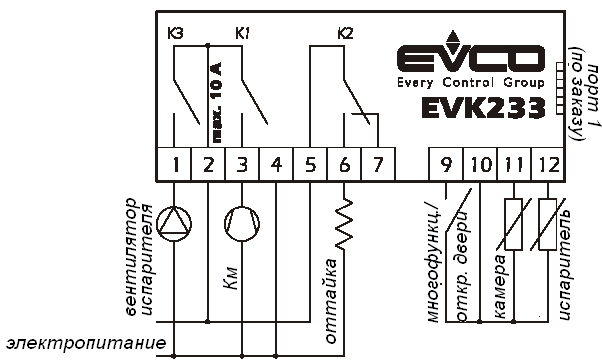 K3
K1
K2
max. 10 A
EVCO
Every Control Group
EVK233
порт 1
(по заказу)
1 2 3 4 5 6 7 9 10 11 12
вентилятор
испарителя
Км
оттайка
многофункц./
откр. двери
камера
испаритель
электропитание